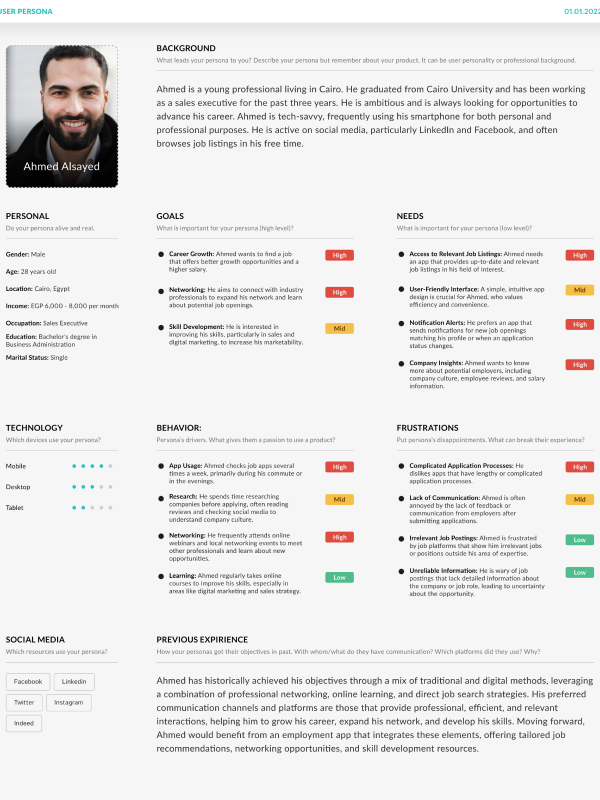 USER PERSONA
01.01.2022
Ahmed Alsayed
BACKGROUND
What leads your persona to you? Describe your persona but remember about your product. It can be user personality or professional background.
Ahmed is a young professional living in Cairo. He graduated from Cairo University and has been working
as a sales executive for the past three years. He is ambitious and is always looking for opportunities to
advance his career. Ahmed is tech-savvy, frequently using his smartphone for both personal and
professional purposes. He is active on social media, particularly LinkedIn and Facebook, and often
browses job listings in his free time.
PERSONAL
Do your persona alive and real.
Gender: Male
Age: 28 years old
Location: Cairo, Egypt
Income: EGP 6,000 - 8,000 per month
Occupation: Sales Executive
Education: Bachelor's degree in
Business Administration
Marital Status: Single
GOALS
What is important for your persona (high level)?
Career Growth: Ahmed wants to find a job
that offers better growth opportunities and a
higher salary.
High
Networking: He aims to connect with industry
professionals to expand his network and learn
about potential job openings.
High
Skill Development: He is interested in
improving his skills, particularly in sales and
digital marketing, to increase his marketability.
Mid
NEEDS
What is important for your persona (low level)?
Access to Relevant Job Listings: Ahmed needs
an app that provides up-to-date and relevant
job listings in his field of interest.
High
User-Friendly Interface: A simple, intuitive app
design is crucial for Ahmed, who values
efficiency and convenience.
Mid
Notification Alerts: He prefers an app that
sends notifications for new job openings
matching his profile or when an application
status changes.
High
Company Insights: Ahmed wants to know
more about potential employers, including
company culture, employee reviews, and salary
information.
High
TECHNOLOGY
Which devices use your persona?
Mobile
Desktop
Tablet
BEHAVIOR:
Persona's drivers. What gives them a passion to use a product?
App Usage: Ahmed checks job apps several
times a week, primarily during his commute or
in the evenings.
High
Research: He spends time researching
companies before applying, often reading
reviews and checking social media to
understand company culture.
Mid
Networking: He frequently attends online
webinars and local networking events to meet
other professionals and learn about new
opportunities.
High
Learning: Ahmed regularly takes online
courses to improve his skills, especially in
areas like digital marketing and sales strategy.
Low
FRUSTRATIONS
Put persona's disappointments. What can break their experience?
Complicated Application Processes: He
dislikes apps that have lengthy or complicated
application processes.
High
Lack of Communication: Ahmed is often
annoyed by the lack of feedback or
communication from employers after
submitting applications.
Mid
Irrelevant Job Postings: Ahmed is frustrated
by job platforms that show him irrelevant jobs
or positions outside his area of expertise.
Low
Unreliable Information: He is wary of job
postings that lack detailed information about
the company or job role, leading to uncertainty
about the opportunity.
Low
SOCIAL MEDIA
Which resources use your persona?
Facebook
Linkedin
Twitter
Instagram
Indeed
PREVIOUS EXPIRIENCE
How your personas got their objectives in past. With whom/what do they have communication? Which platforms did they use? Why?
Ahmed has historically achieved his objectives through a mix of traditional and digital methods, leveraging
a combination of professional networking, online learning, and direct job search strategies. His preferred
communication channels and platforms are those that provide professional, efficient, and relevant
interactions, helping him to grow his career, expand his network, and develop his skills. Moving forward,
Ahmed would benefit from an employment app that integrates these elements, offering tailored job
recommendations, networking opportunities, and skill development resources.